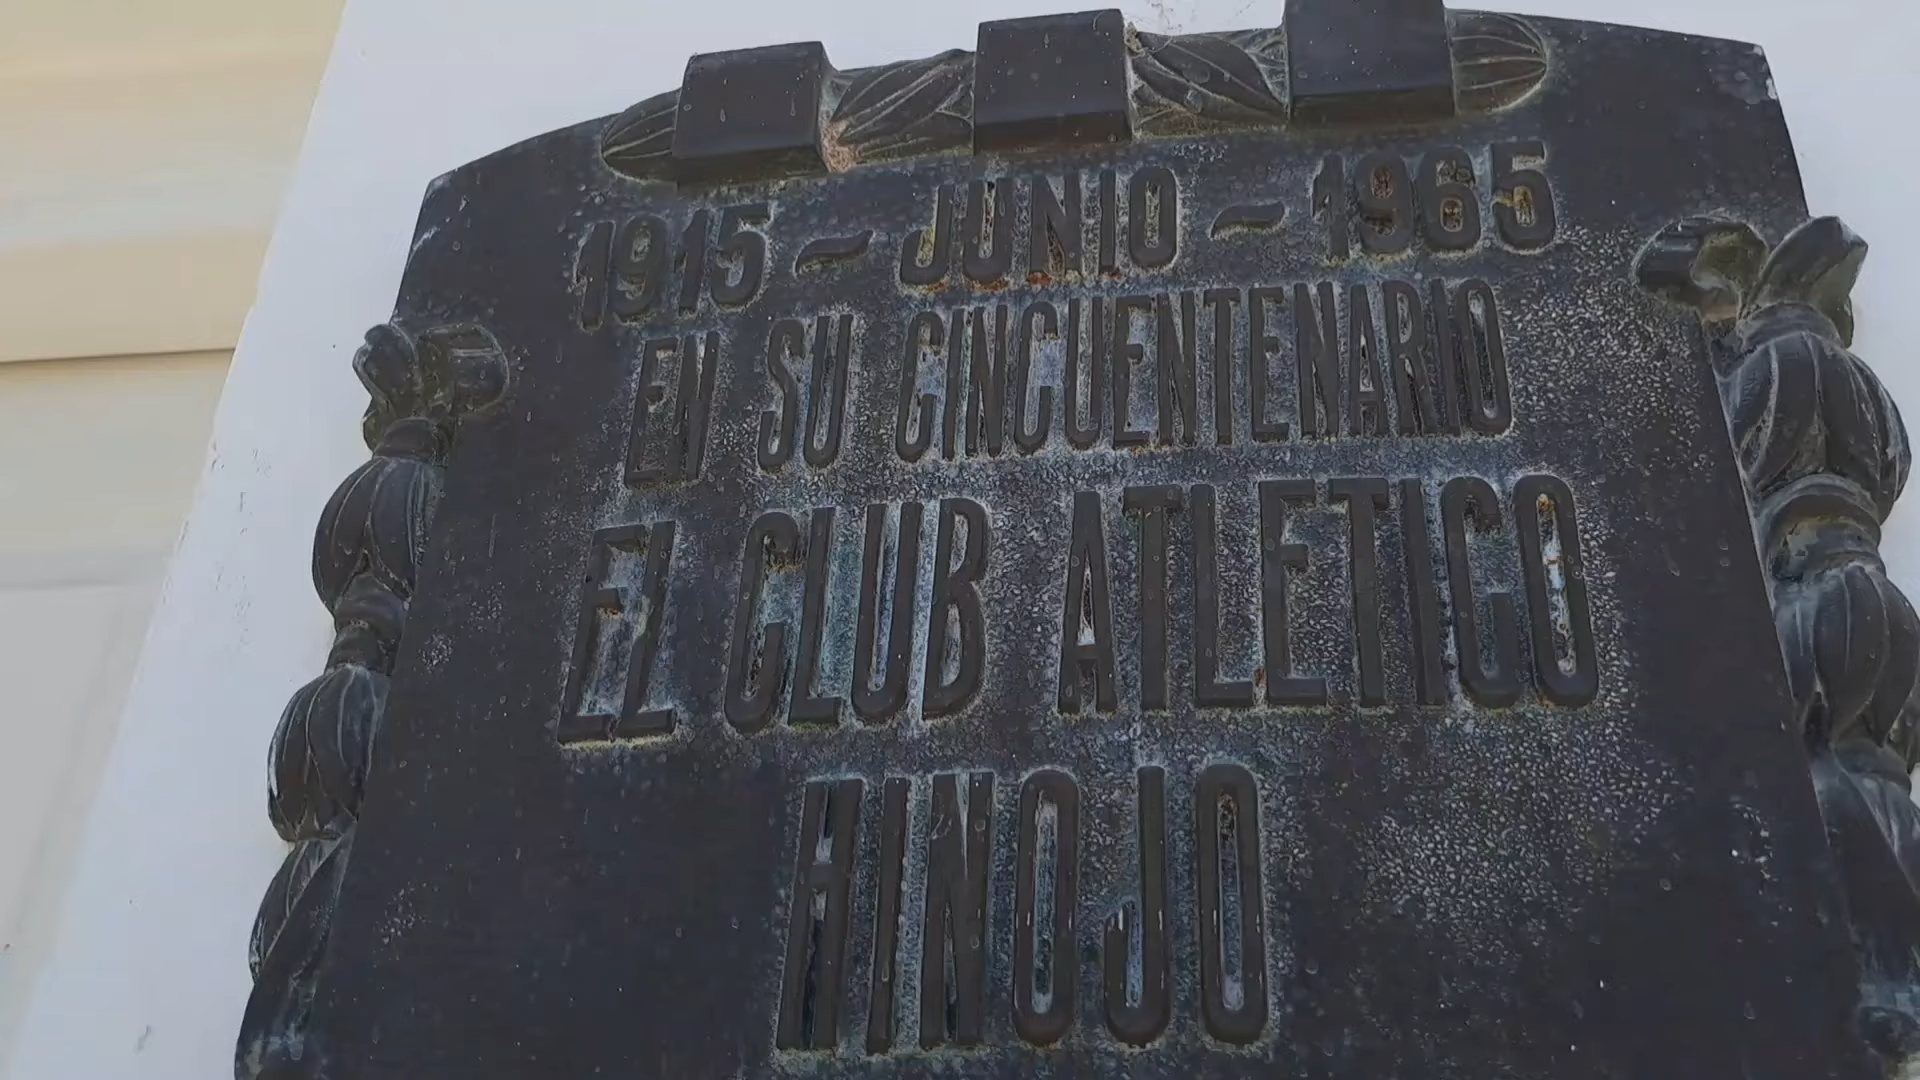 1915 ~ JUNIO ~ 1965
EN SU CINCUENTENARIO
EL CLUB ATLETICO
HINOJO